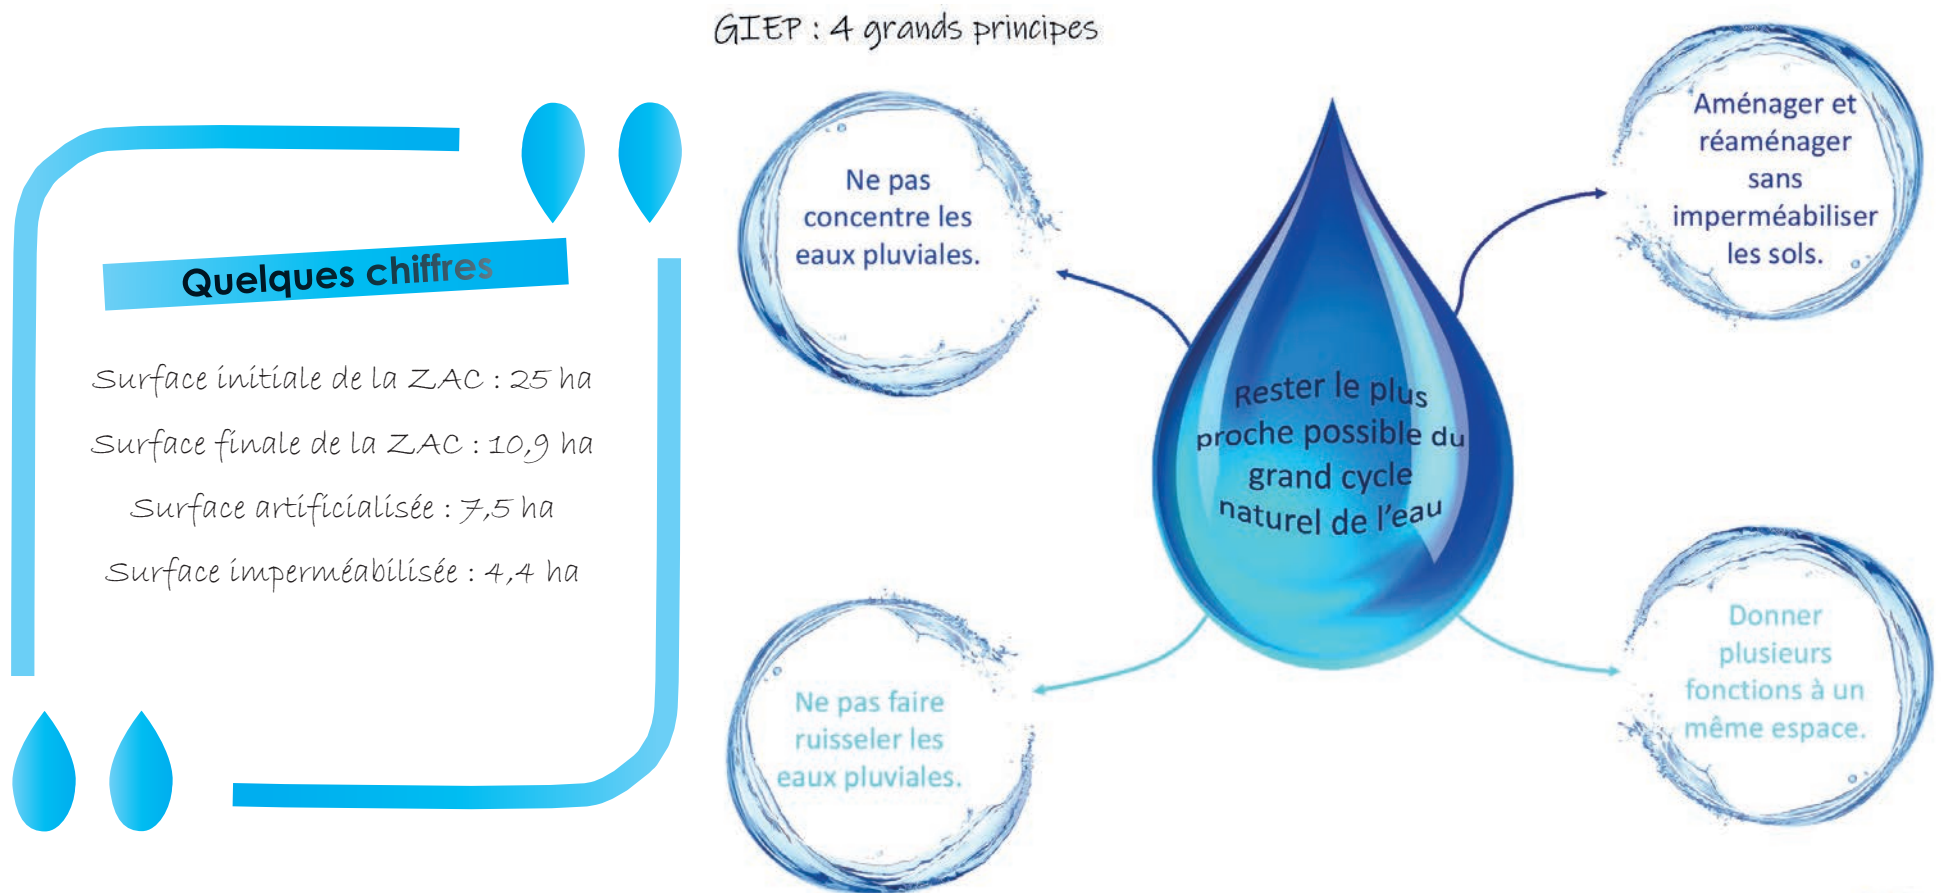 GIEP : 4 grands principes
Quelques chiffres
Surface initiale de la ZAC : 25 ha
Surface finale de la ZAC : 10,9 ha
Surface artificialisée : 7,5 ha
Surface imperméabilisée : 4,4 ha
Ne pas
concentre les
eaux pluviales.
Aménager et
réaménager
sans
imperméabiliser
les sols.
Rester le plus
proche possible du
grand cycle
naturel de l'eau
Ne pas faire
ruisseler les
eaux pluviales.
Donner
plusieurs
fonctions à un
même espace.